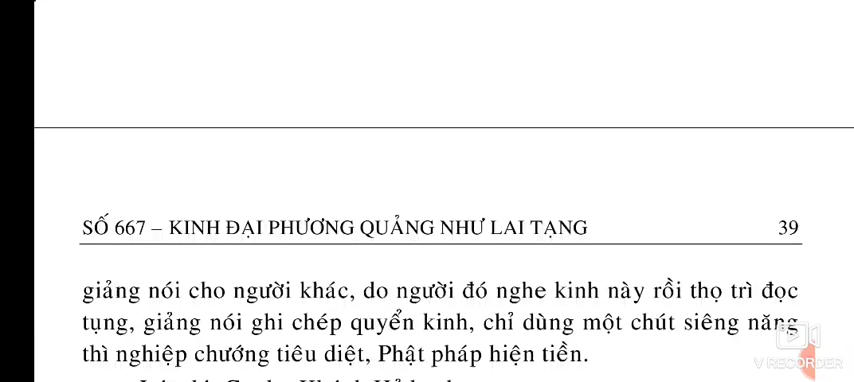 SỐ 667 – KINH ĐẠI PHƯƠNG QUẢNG NHƯ LAI TẠNG 39
giảng nói cho người khác, do người đó nghe kinh này rồi thọ trì đọc
tụng, giảng nói ghi chép quyển kinh, chỉ dùng một chút siêng năng
thì nghiệp chướng tiêu diệt, Phật pháp hiện tiền.
V RECORDER